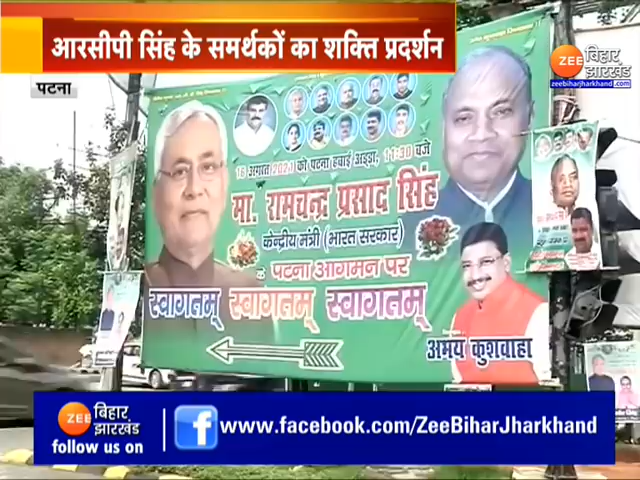 आरसीपी सिंह के समर्थकों का शक्ति प्रदर्शन
ZEE बिहार झारखंड
zeebiharjharkhand.com
पटना
16 अगस्त 2021 को पटना हवाई अड्डा, 11:30 बजे
मा. रामचन्द्र प्रसाद सिंह
केन्द्रीय मंत्री (भारत सरकार)
के
पटना आगमन पर
स्वागतम् स्वागतम् स्वागतम्
अभय कुशवाहा
ZEE बिहार झारखंड
follow us on
f www.facebook.com/ZeeBiharJharkhand